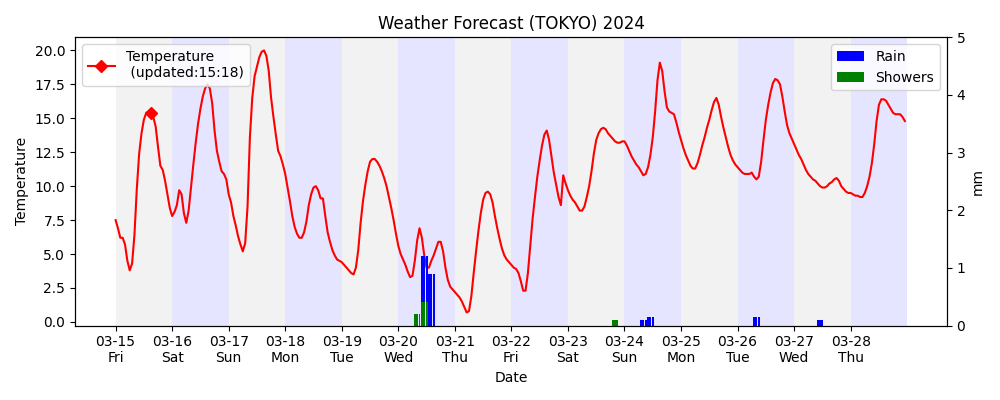 Weather Forecast (TOKYO) 2024
Temperature
(updated:15:18)
Rain
Showers
Temperature
20.0
17.5
15.0
12.5
10.0
7.5
5.0
2.5
0.0
5
4
3
2
1
0
mm
03-15 03-16 03-17 03-18 03-19 03-20 03-21 03-22 03-23 03-24 03-25 03-26 03-27 03-28
Fri Sat Sun Mon Tue Wed Thu Fri Sat Sun Mon Tue Wed Thu
Date